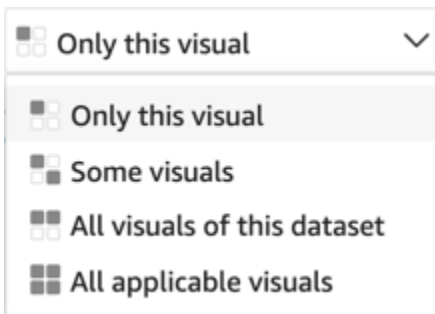 Only this visual
Only this visual
Some visuals
All visuals of this dataset
All applicable visuals